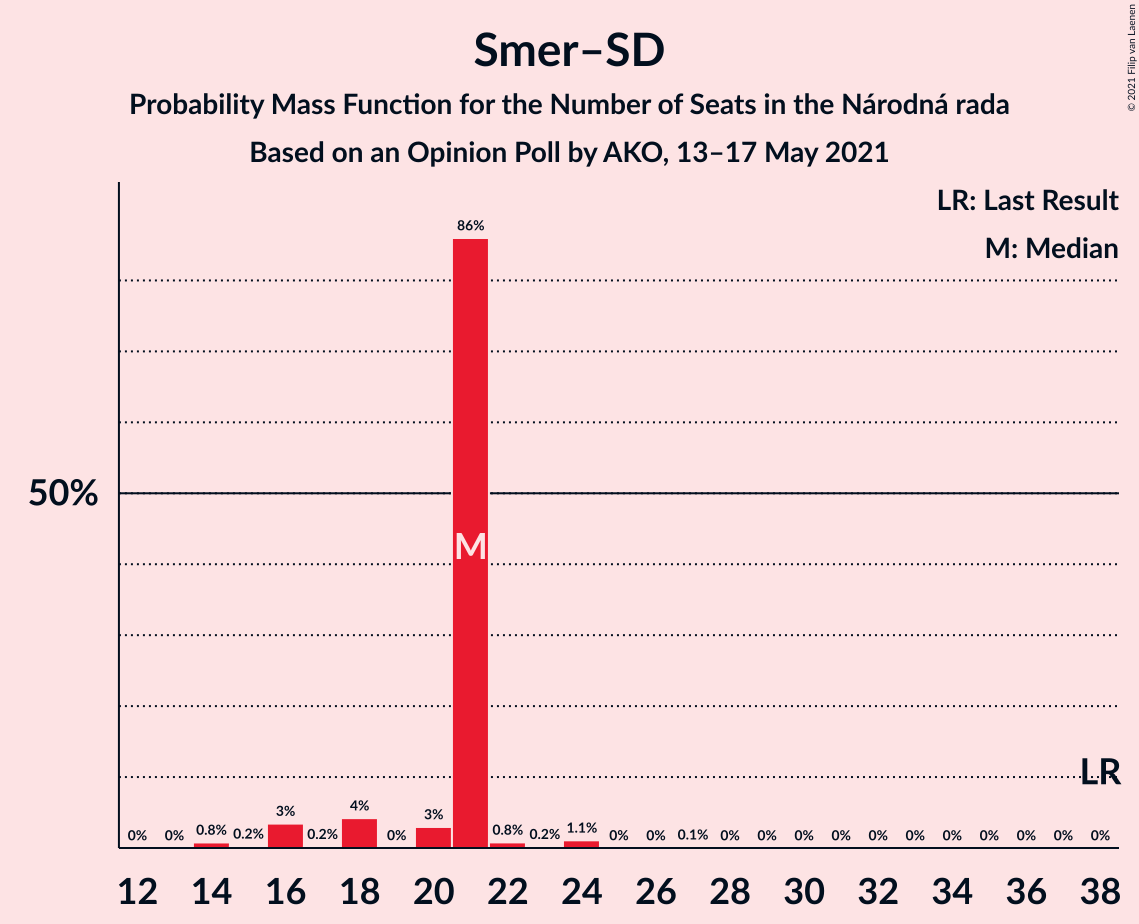 Smer–SD
Probability Mass Function for the Number of Seats in the Národná rada
Based on an Opinion Poll by AKO, 13–17 May 2021
© 2021 Filip van Laenen
LR: Last Result
M: Median
86%
50%
M
LR
0% 0% 0.8% 0.2% 3% 0.2% 4% 0% 3% 0.8% 0.2% 1.1% 0% 0% 0.1% 0% 0% 0% 0% 0% 0% 0% 0% 0% 0% 0%
12 14 16 18 20 22 24 26 28 30 32 34 36 38